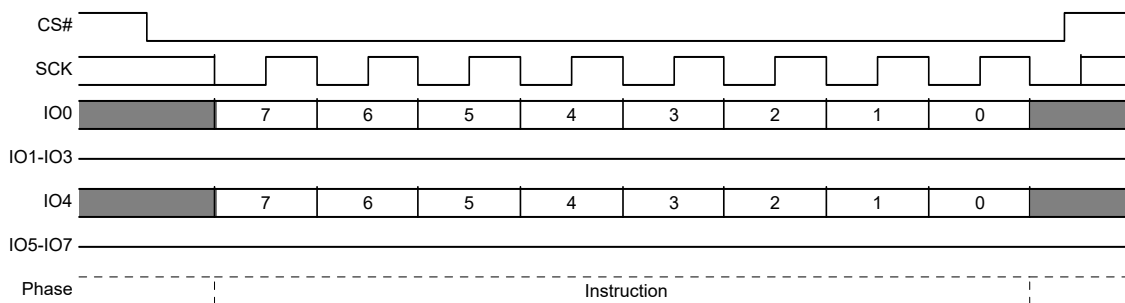 CS#
SCK
IO0 7 6 5 4 3 2 1 0
IO1-IO3
IO4 7 6 5 4 3 2 1 0
IO5-IO7
Phase Instruction